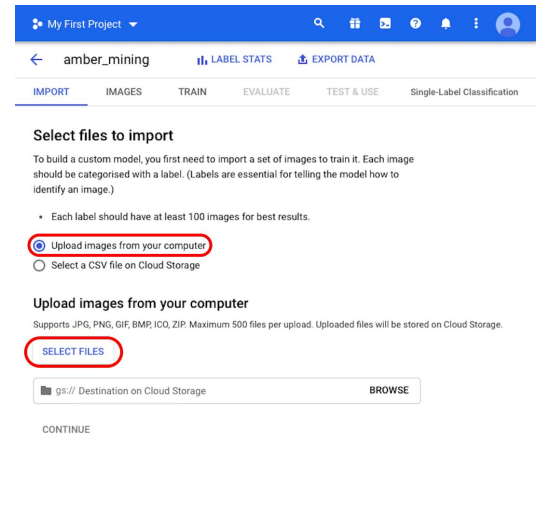 My First Project
amber_mining
LABEL STATS
EXPORT DATA
IMPORT
IMAGES
TRAIN
EVALUATE
TEST & USE
Single-Label Classification
Select files to import
To build a custom model, you first need to import a set of images to train it. Each image
should be categorised with a label. (Labels are essential for telling the model how to
identify an image.)
• Each label should have at least 100 images for best results.
Upload images from your computer
Select a CSV file on Cloud Storage
Upload images from your computer
Supports JPG, PNG, GIF, BMP, ICO, ZIP. Maximum 500 files per upload. Uploaded files will be stored on Cloud Storage.
SELECT FILES
gs:// Destination on Cloud Storage
BROWSE
CONTINUE